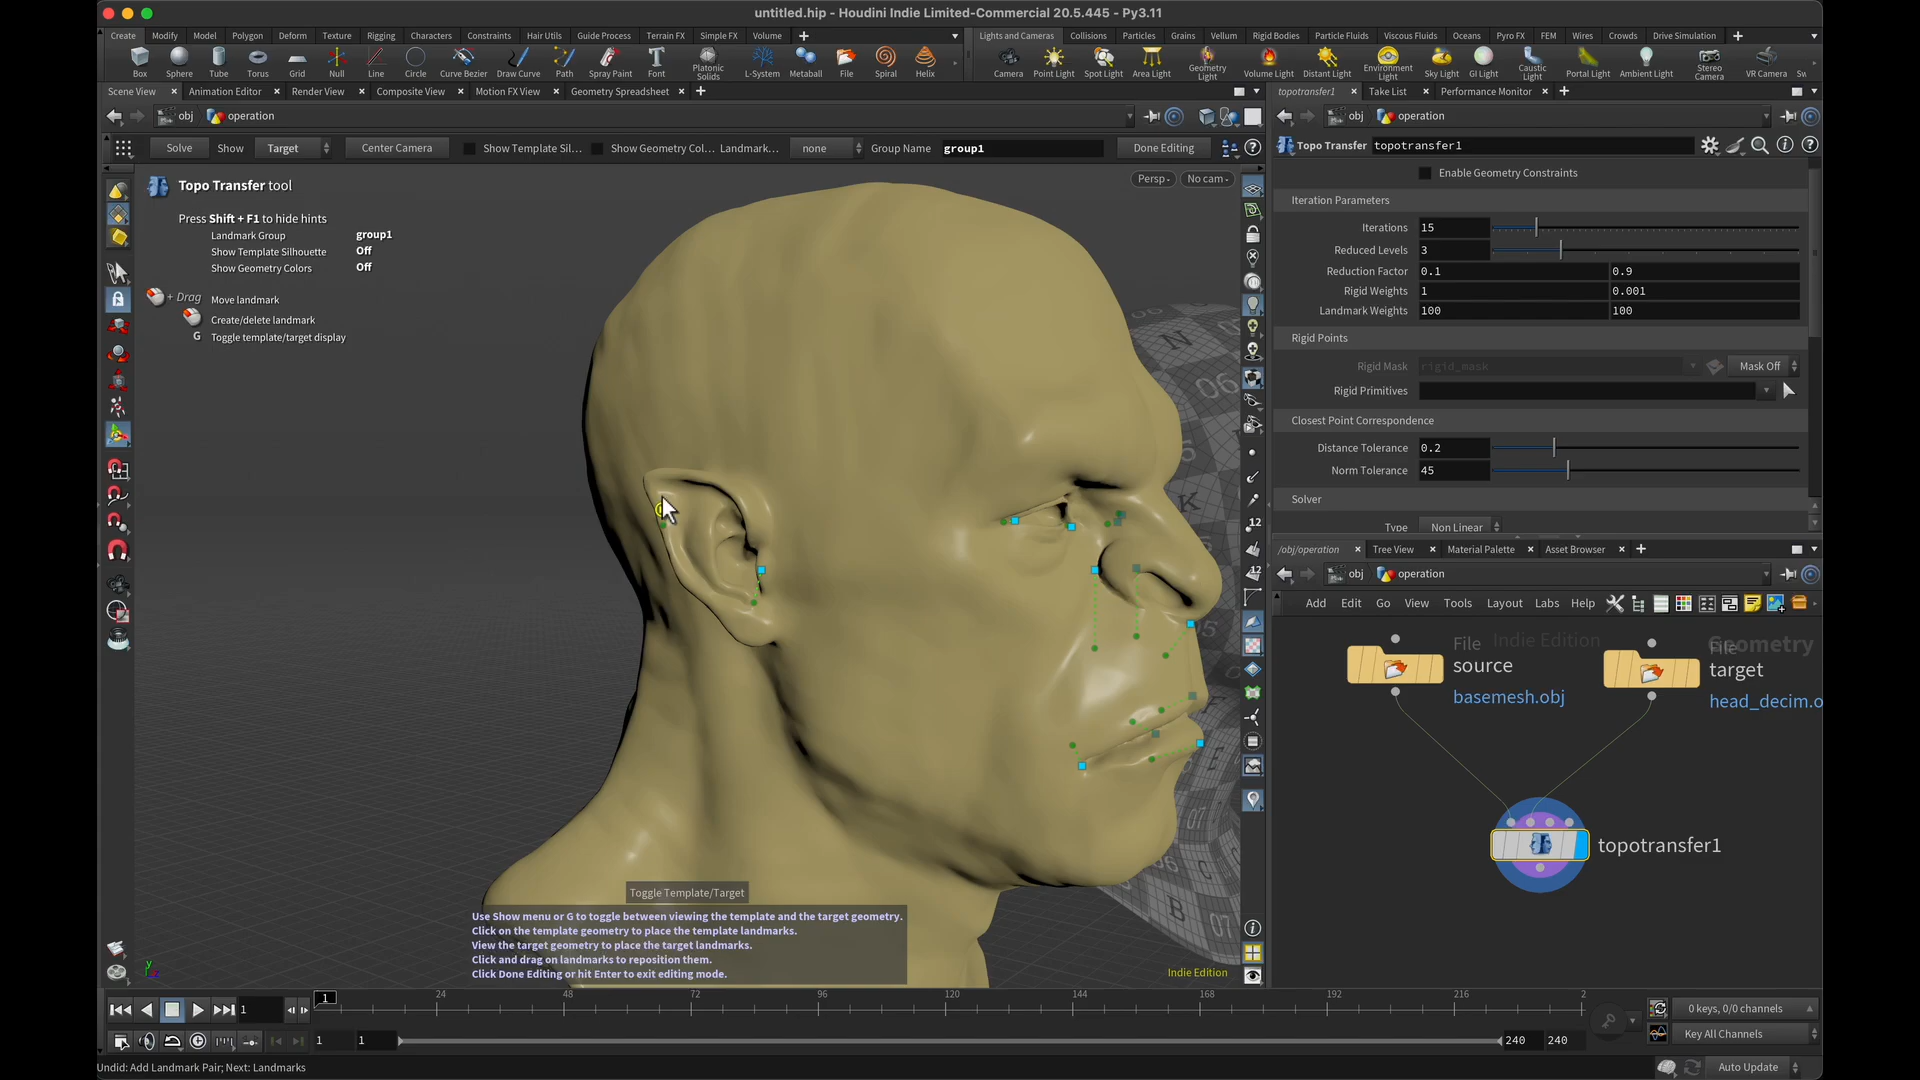 untitled.hip - Houdini Indie Limited-Commercial 20.5.445 - Py3.11
Create Modify Model Polygon Deform Texture Rigging Characters Constraints Hair Utils Guide Process Terrain FX Simple FX Volume
Lights and Cameras Collisions Particles Grains Vellum Rigid Bodies Particle Fluids Viscous Fluids Oceans Pyro FX FEM Wires Crowds Drive Simulation
Box Sphere Tube Torus Grid Null Line Circle Curve Bezier Draw Curve Path Spray Paint Font Platonic Solids L-System Metaball File Spiral Helix
Camera Point Light Spot Light Area Light Geometry Light Volume Light Distant Light Environment Light Sky Light GI Light Caustic Light Portal Light Ambient Light Stereo Camera VR Camera Sw
Scene View Animation Editor Render View Composite View Motion FX View Geometry Spreadsheet
topotransfer1 Take List Performance Monitor
obj operation
obj operation
Solve Show Target Center Camera Show Template Sil... Show Geometry Col... Landmark... none Group Name group1 Done Editing
Topo Transfer topotransfer1
Topo Transfer tool
Persp No cam
Press Shift + F1 to hide hints
Landmark Group group1
Show Template Silhouette Off
Show Geometry Colors Off
+ Drag Move landmark
Create/delete landmark
G Toggle template/target display
Enable Geometry Constraints
Iteration Parameters
Iterations 15
Reduced Levels 3
Reduction Factor 0.1 0.9
Rigid Weights 1 0.001
Landmark Weights 100 100
Rigid Points
Rigid Mask rigid_mask Mask Off
Rigid Primitives
Closest Point Correspondence
Distance Tolerance 0.2
Norm Tolerance 45
Solver
Type Non Linear
N
06
K
05
E
07
12
12
/obj/operation Tree View Material Palette Asset Browser
obj operation
Add Edit Go View Tools Layout Labs Help
Indie Edition
Geometry
File
source
basemesh.obj
File
target
head_decim.o
topotransfer1
Toggle Template/Target
Use Show menu or G to toggle between viewing the template and the target geometry.
Click on the template geometry to place the template landmarks.
View the target geometry to place the target landmarks.
Click and drag on landmarks to reposition them.
Click Done Editing or hit Enter to exit editing mode.
Indie Edition
y
1
1 24 48 72 96 120 144 168 192 216 2
0 keys, 0/0 channels
1 1 240 240
Key All Channels
Undid: Add Landmark Pair; Next: Landmarks
Auto Update